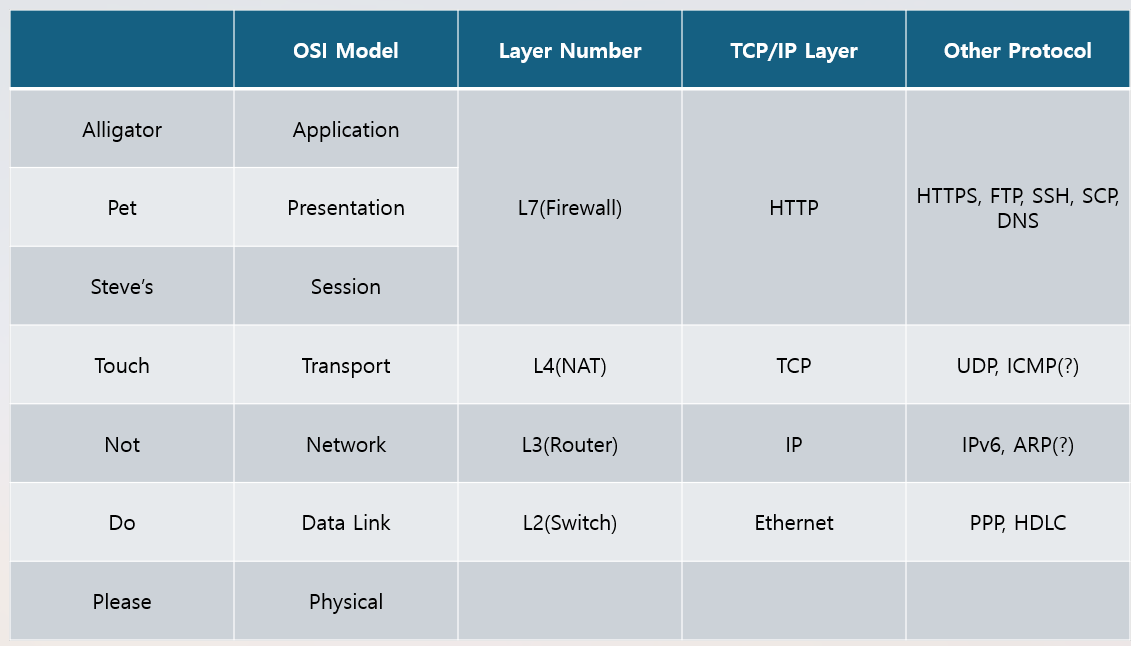 OSI Model
Layer Number
TCP/IP Layer
Other Protocol
Alligator
Application
L7(Firewall)
HTTP
HTTPS, FTP, SSH, SCP,
DNS
Pet
Presentation
Steve’s
Session
Touch
Transport
L4(NAT)
TCP
UDP, ICMP(?)
Not
Network
L3(Router)
IP
IPv6, ARP(?)
Do
Data Link
L2(Switch)
Ethernet
PPP, HDLC
Please
Physical